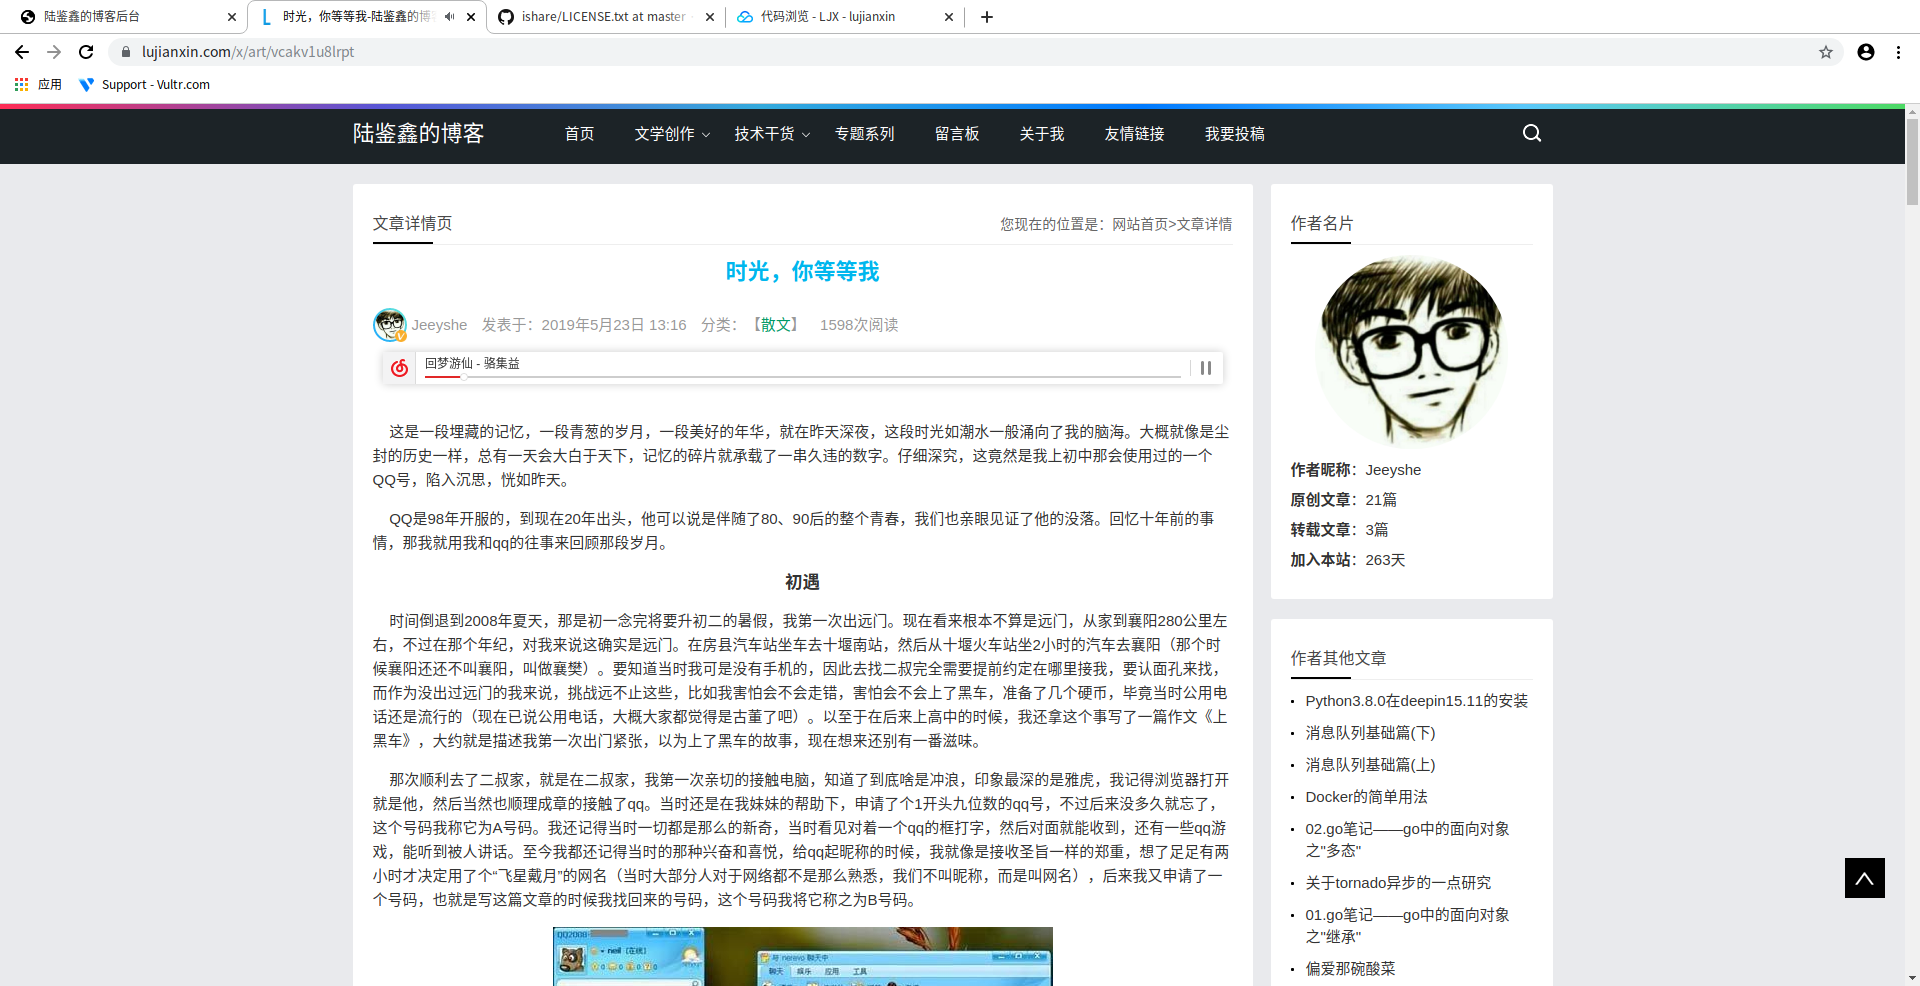 陆鉴鑫的博客后台
时光，你等等我-陆鉴鑫的博
ishare/LICENSE.txt at master
代码浏览 - LJX - lujianxin
lujianxin.com/x/art/vcakv1u8lrpt
应用
Support - Vultr.com
陆鉴鑫的博客
首页
文学创作
技术干货
专题系列
留言板
关于我
友情链接
我要投稿
文章详情页
您现在的位置是：网站首页>文章详情
时光，你等等我
Jeeyshe 发表于：2019年5月23日 13:16 分类：【散文】 1598次阅读
回梦游仙 - 骆集益
这是一段埋藏的记忆，一段青葱的岁月，一段美好的年华，就在昨天深夜，这段时光如潮水一般涌向了我的脑海。大概就像是尘
封的历史一样，总有一天会大白于天下，记忆的碎片就承载了一串久违的数字。仔细深究，这竟然是我上初中那会使用过的一个
QQ号，陷入沉思，恍如昨天。
QQ是98年开服的，到现在20年出头，他可以说是伴随了80、90后的整个青春，我们也亲眼见证了他的没落。回忆十年前的事
情，那我就用我和qq的往事来回顾那段岁月。
初遇
时间倒退到2008年夏天，那是初一念完将要升初二的暑假，我第一次出远门。现在看来根本不算是远门，从家到襄阳280公里左
右，不过在那个年纪，对我来说这确实是远门。在房县汽车站坐车去十堰南站，然后从十堰火车站坐2小时的汽车去襄阳（那个时
候襄阳还还不叫襄阳，叫做襄樊）。要知道当时我可是没有手机的，因此去找二叔完全需要提前约定在哪里接我，要认面孔来找，
而作为没出过远门的我来说，挑战远不止这些，比如我害怕会不会走错，害怕会不会上了黑车，准备了几个硬币，毕竟当时公用电
话还是流行的（现在已说公用电话，大概大家都觉得是古董了吧）。以至于在后来上高中的时候，我还拿这个事写了一篇作文《上
黑车》，大约就是描述我第一次出门紧张，以为上了黑车的故事，现在想来还别有一番滋味。
那次顺利去了二叔家，就是在二叔家，我第一次亲切的接触电脑，知道了到底啥是冲浪，印象最深的是雅虎，我记得浏览器打开
就是他，然后当然也顺理成章的接触了qq。当时还是在我妹妹的帮助下，申请了个1开头九位数的qq号，不过后来没多久就忘了，
这个号码我称它为A号码。我还记得当时一切都是那么的新奇，当时看见对着一个qq的框打字，然后对面就能收到，还有一些qq游
戏，能听到被人讲话。至今我都还记得当时的那种兴奋和喜悦，给qq起昵称的时候，我就像是接收圣旨一样的郑重，想了足足有两
小时才决定用了个“飞星戴月”的网名（当时大部分人对于网络都不是那么熟悉，我们不叫昵称，而是叫网名），后来我又申请了一
个号码，也就是写这篇文章的时候我找回来的号码，这个号码我将它称之为B号码。
QQ2008
neil [在线]
与 nerevo 聊天中
聊天 娱乐 应用 工具
作者名片
作者昵称：Jeeyshe
原创文章：21篇
转载文章：3篇
加入本站：263天
作者其他文章
Python3.8.0在deepin15.11的安装
消息队列基础篇(下)
消息队列基础篇(上)
Docker的简单用法
02.go笔记——go中的面向对象
之"多态"
关于tornado异步的一点研究
01.go笔记——go中的面向对象
之"继承"
偏爱那碗酸菜